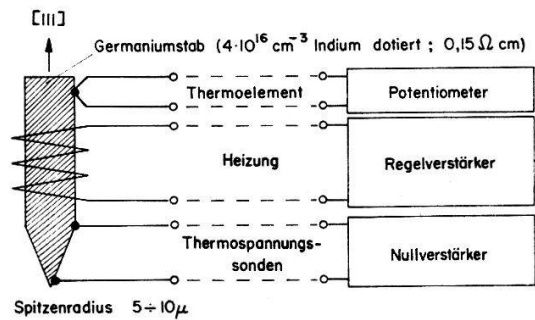 [111]
Germaniumstab (4·10¹⁶ cm⁻³ Indium dotiert ; 0,15 Ω cm)
Thermoelement
Potentiometer
Heizung
Regelverstärker
Thermospannungs-
sonden
Nullverstärker
Spitzenradius 5÷10μ